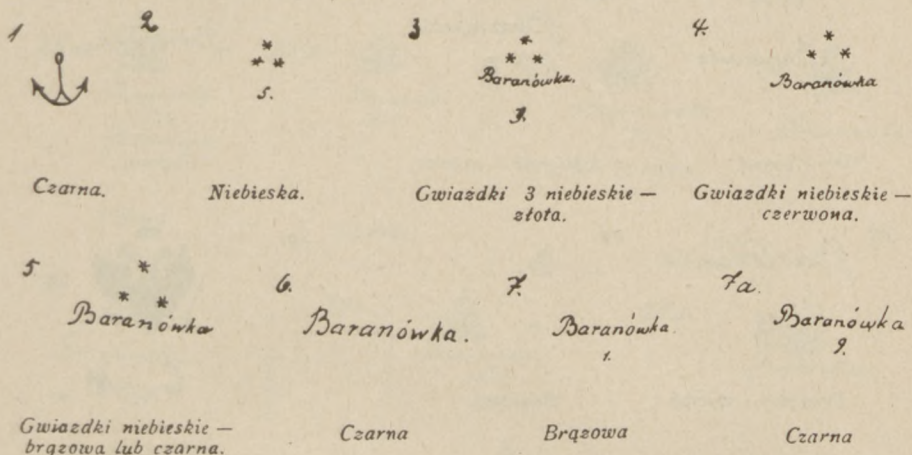 1
2
3
4.
5.
Baranówka.
Baranówka
Czarna.
Niebieska.
Gwiazdki 3 niebieskie —
złota.
Gwiazdki niebieskie —
czerwona.
5
6.
7.
7a.
Baranówka
Baranówka.
Baranówka.
1.
Baranówka
9.
Gwiazdki niebieskie —
brązowa lub czarna.
Czarna
Brązowa
Czarna